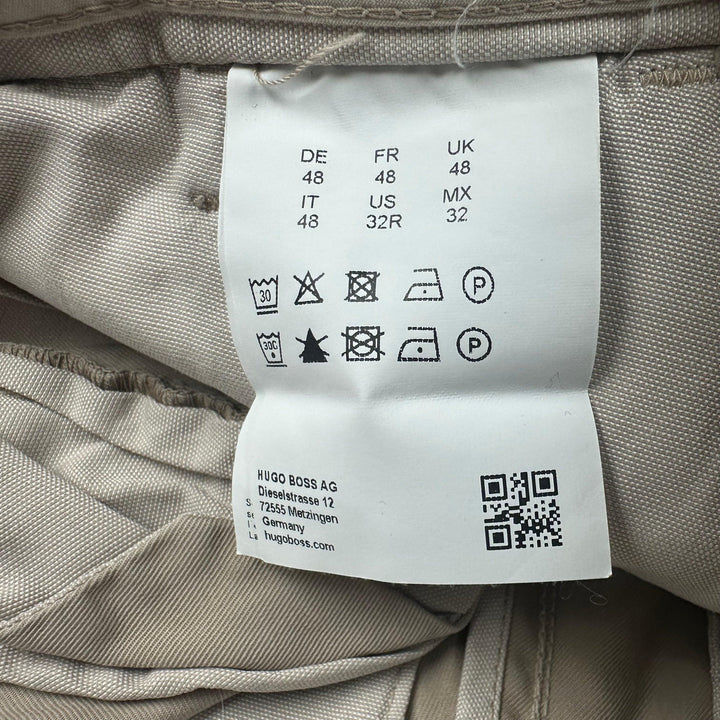 DE FR UK
48 48 48
IT US MX
48 32R 32
30 P
30C P
HUGO BOSS AG
Dieselstrasse 12
72555 Metzingen
Germany
hugoboss.com